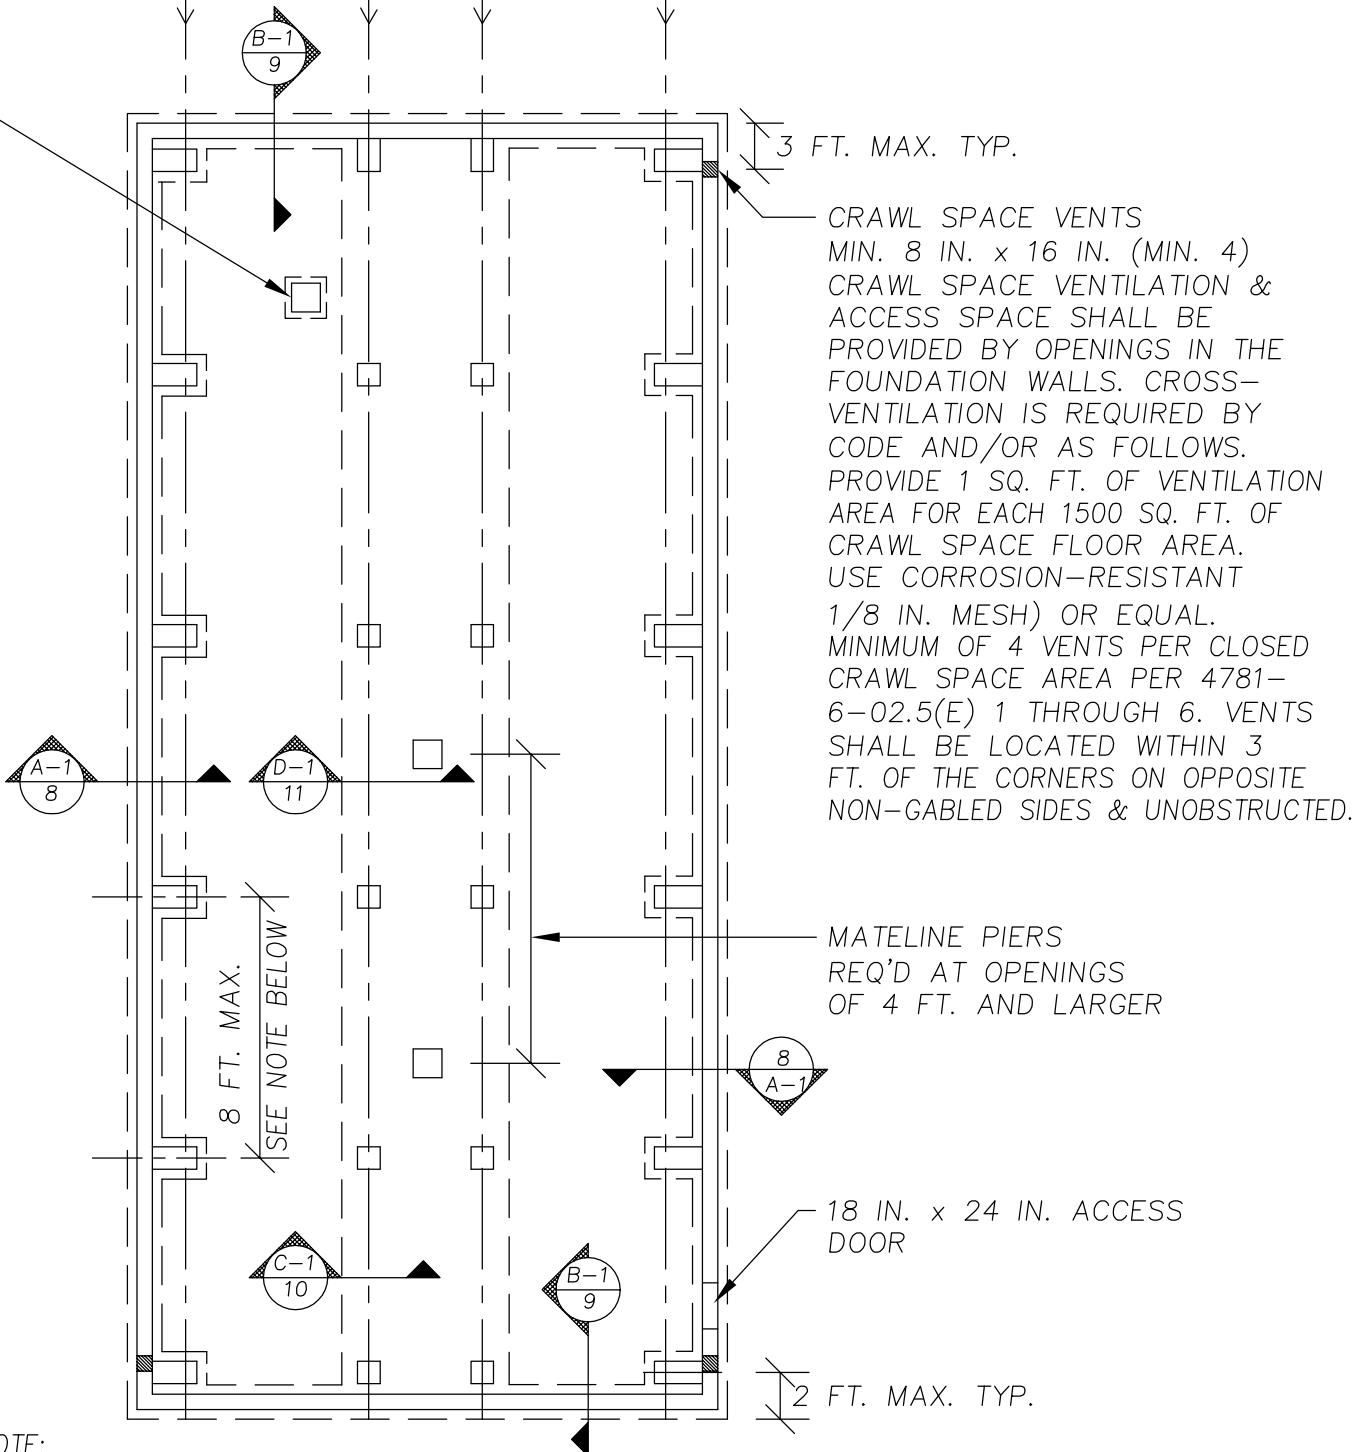 B-1
9
3 FT. MAX. TYP.
CRAWL SPACE VENTS
MIN. 8 IN. x 16 IN. (MIN. 4)
CRAWL SPACE VENTILATION &
ACCESS SPACE SHALL BE
PROVIDED BY OPENINGS IN THE
FOUNDATION WALLS. CROSS-
VENTILATION IS REQUIRED BY
CODE AND/OR AS FOLLOWS.
PROVIDE 1 SQ. FT. OF VENTILATION
AREA FOR EACH 1500 SQ. FT. OF
CRAWL SPACE FLOOR AREA.
USE CORROSION-RESISTANT
1/8 IN. MESH) OR EQUAL.
MINIMUM OF 4 VENTS PER CLOSED
CRAWL SPACE AREA PER 4781-
6-02.5(E) 1 THROUGH 6. VENTS
SHALL BE LOCATED WITHIN 3
FT. OF THE CORNERS ON OPPOSITE
NON-GABLED SIDES & UNOBSTRUCTED.
A-1
8
D-1
11
8 FT. MAX.
SEE NOTE BELOW
MATELINE PIERS
REQ'D AT OPENINGS
OF 4 FT. AND LARGER
8
A-1
18 IN. x 24 IN. ACCESS
DOOR
C-1
10
B-1
9
2 FT. MAX. TYP.